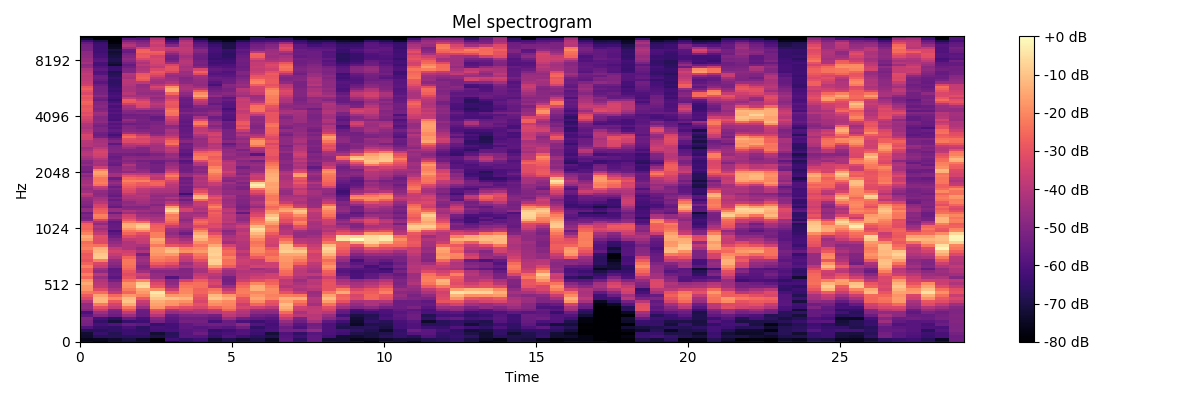 Mel spectrogram
Hz
8192
4096
2048
1024
512
0
0 5 10 15 20 25
Time
+0 dB
-10 dB
-20 dB
-30 dB
-40 dB
-50 dB
-60 dB
-70 dB
-80 dB